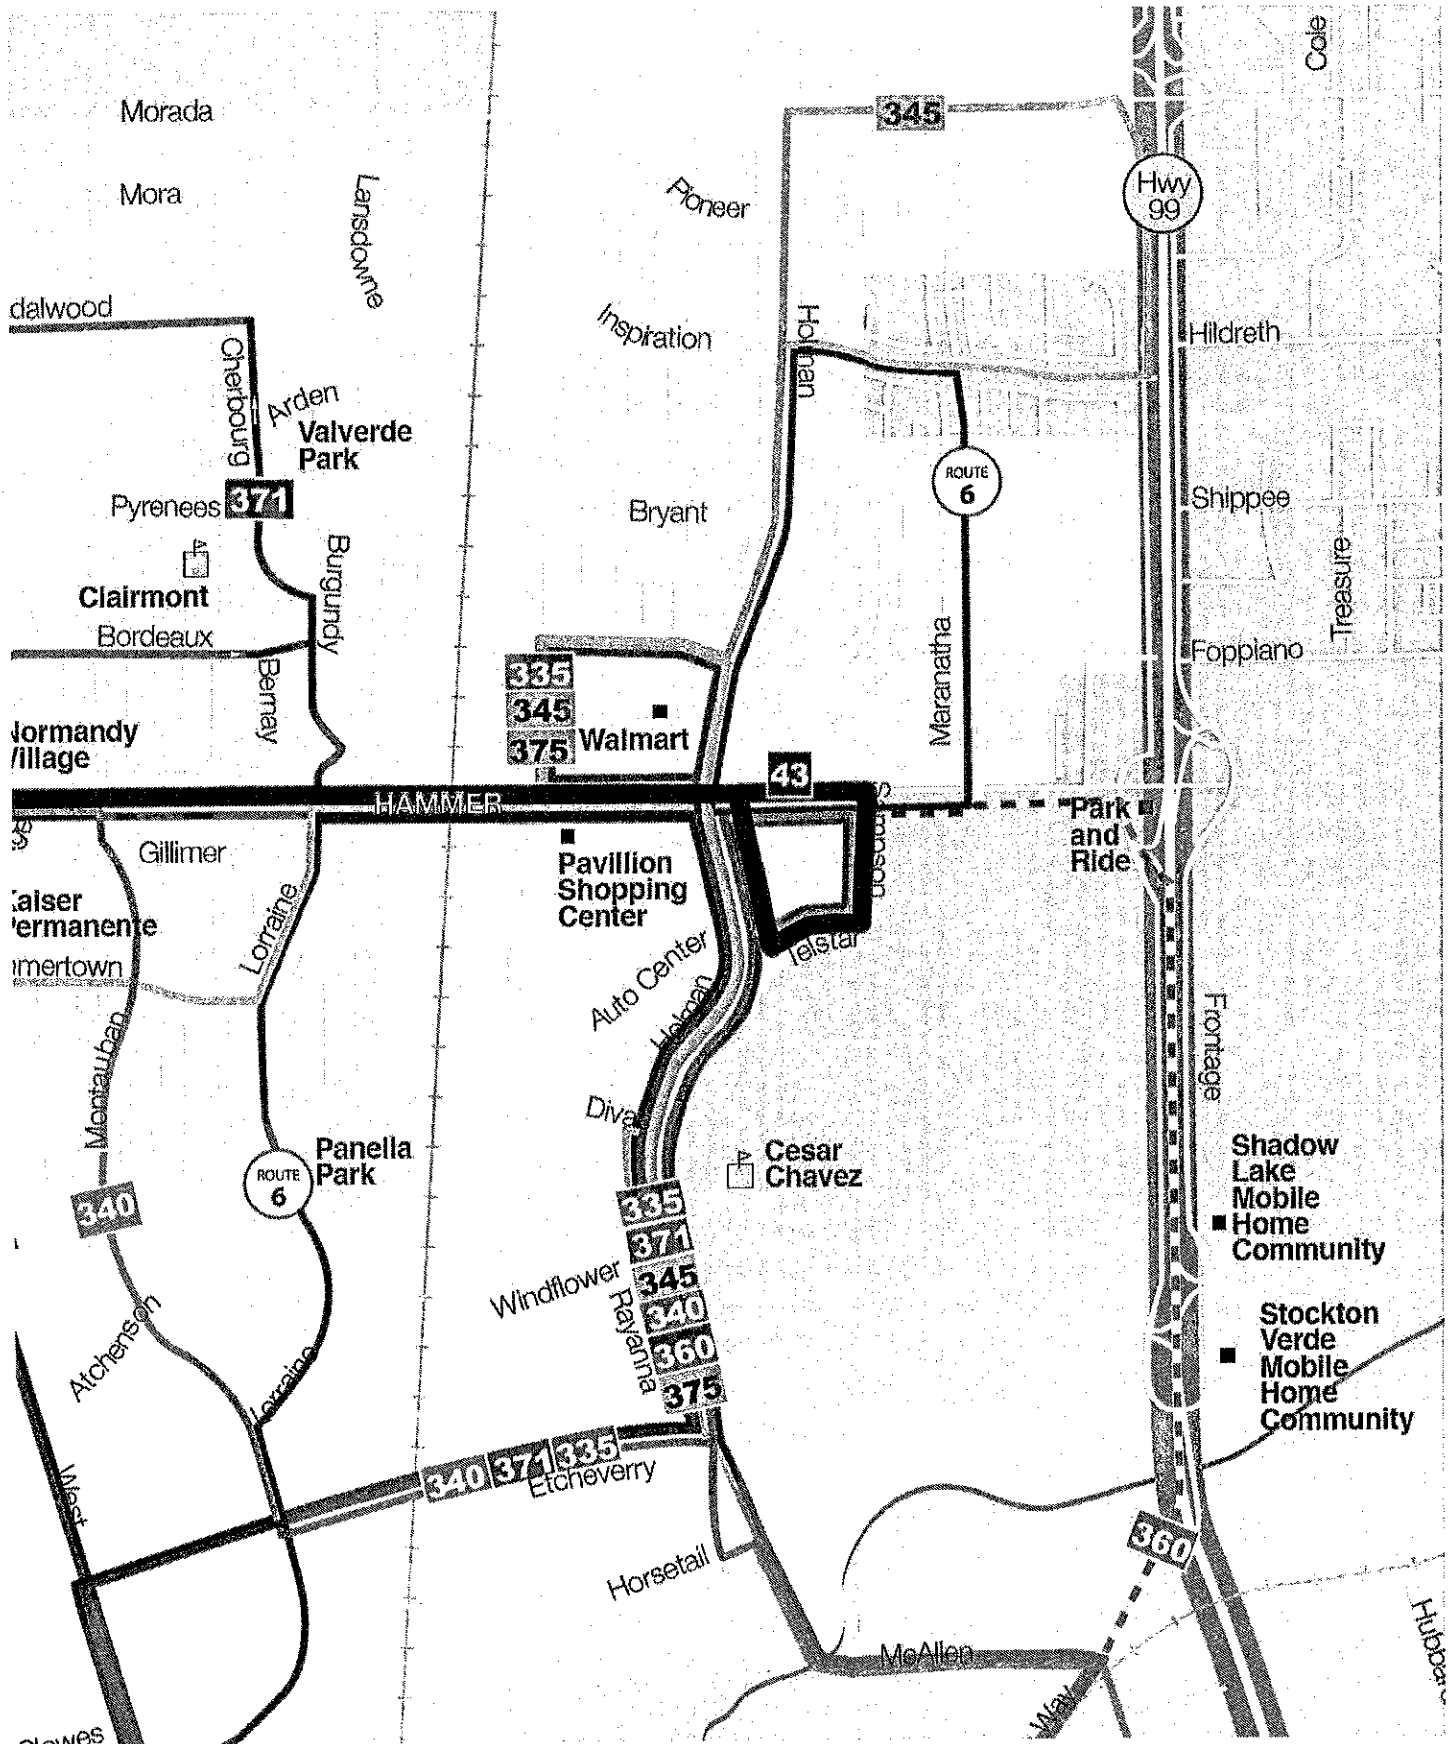 Cole
345
Morada
Hwy
99
Mora
Pioneer
Lansdowne
dalwood
Inspiration
Holman
Hildreth
Cherbourg
Arden
Valverde
Park
ROUTE
6
Pyrenees
371
Bryant
Shippee
Burgundy
Treasure
Clairmont
Bordeaux
Foppiano
Maranatha
Bernay
335
345
375
Walmart
Normandy
Village
43
HAMMER
Park
and
Ride
Gillimer
Pavillion
Shopping
Center
Kaiser
Permanente
Lorraine
Telstar
mertown
Auto Center
Holman
Frontage
Montauban
Cesar
Chavez
Panella
Park
ROUTE
6
Shadow
Lake
Mobile
Home
Community
340
335
371
345
340
360
375
Windflower
Rayanna
Atchenson
Lorraine
Stockton
Verde
Mobile
Home
Community
340
371
335
Etcheverry
West
360
Horsetail
McAllen
Way